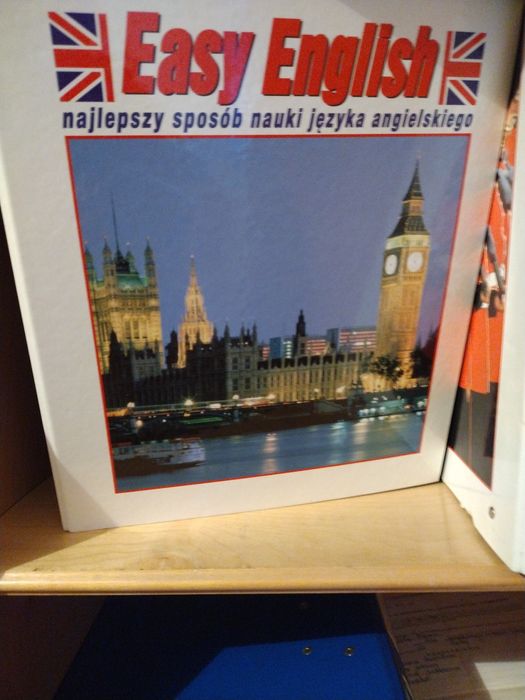 Easy English
najlepszy sposób nauki języka angielskiego